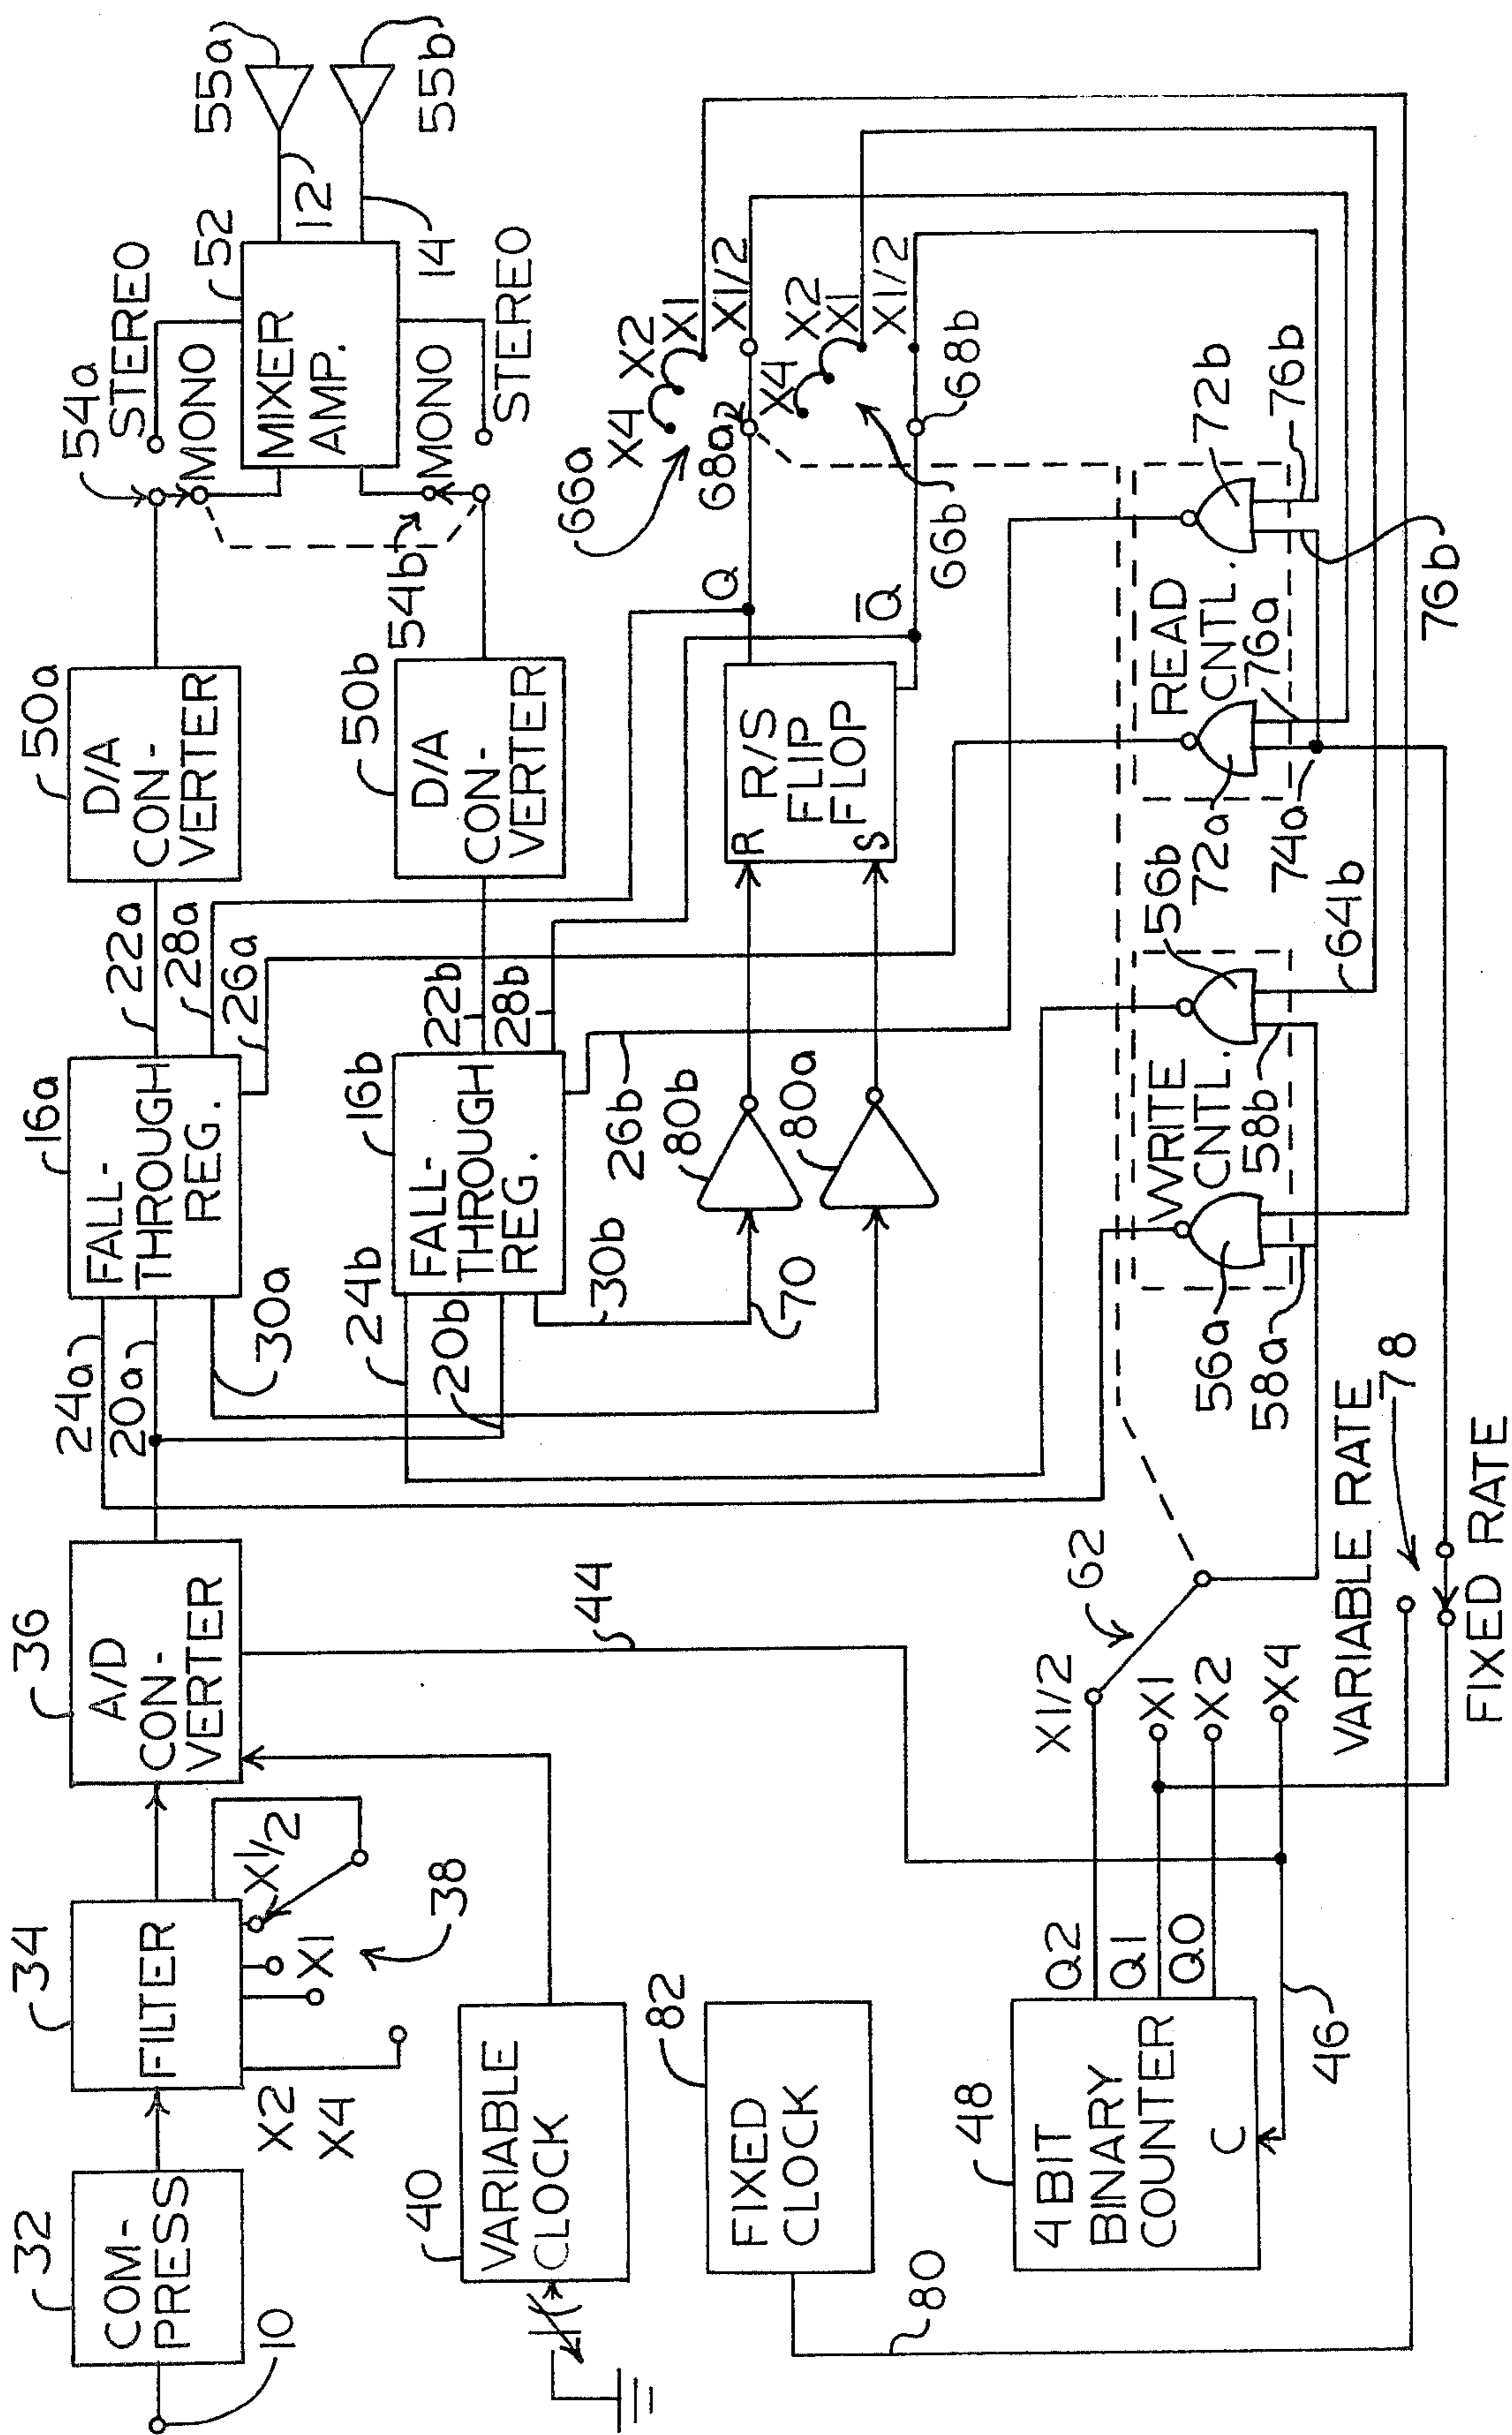 32
COM-
PRESS
10
34
FILTER
X1/2
X1
X2
X4
38
36
A/D
CON-
VERTER
44
40
VARIABLE
CLOCK
82
FIXED
CLOCK
80
48
4 BIT
BINARY
COUNTER
C
Q2
Q1
Q0
46
X1/2
X1
X2
X4
62
VARIABLE RATE
78
FIXED RATE
24a
20a
30a
16a
FALL-
THROUGH
REG.
22a
28a
26a
50a
D/A
CON-
VERTER
24b
20b
30b
16b
FALL-
THROUGH
REG.
22b
28b
26b
50b
D/A
CON-
VERTER
54a
STEREO
MONO
52
MIXER
AMP.
54b
MONO
STEREO
12
14
55a
55b
70
80b
80a
R
S
R/S
FLIP
FLOP
Q
Q̅
66a
68a
X4
X2
X1
X1/2
66b
68b
X4
X2
X1
X1/2
WRITE
CNTL.
56a
58a
56b
58b
64b
READ
CNTL.
72a
74a
76a
72b
76b
76b